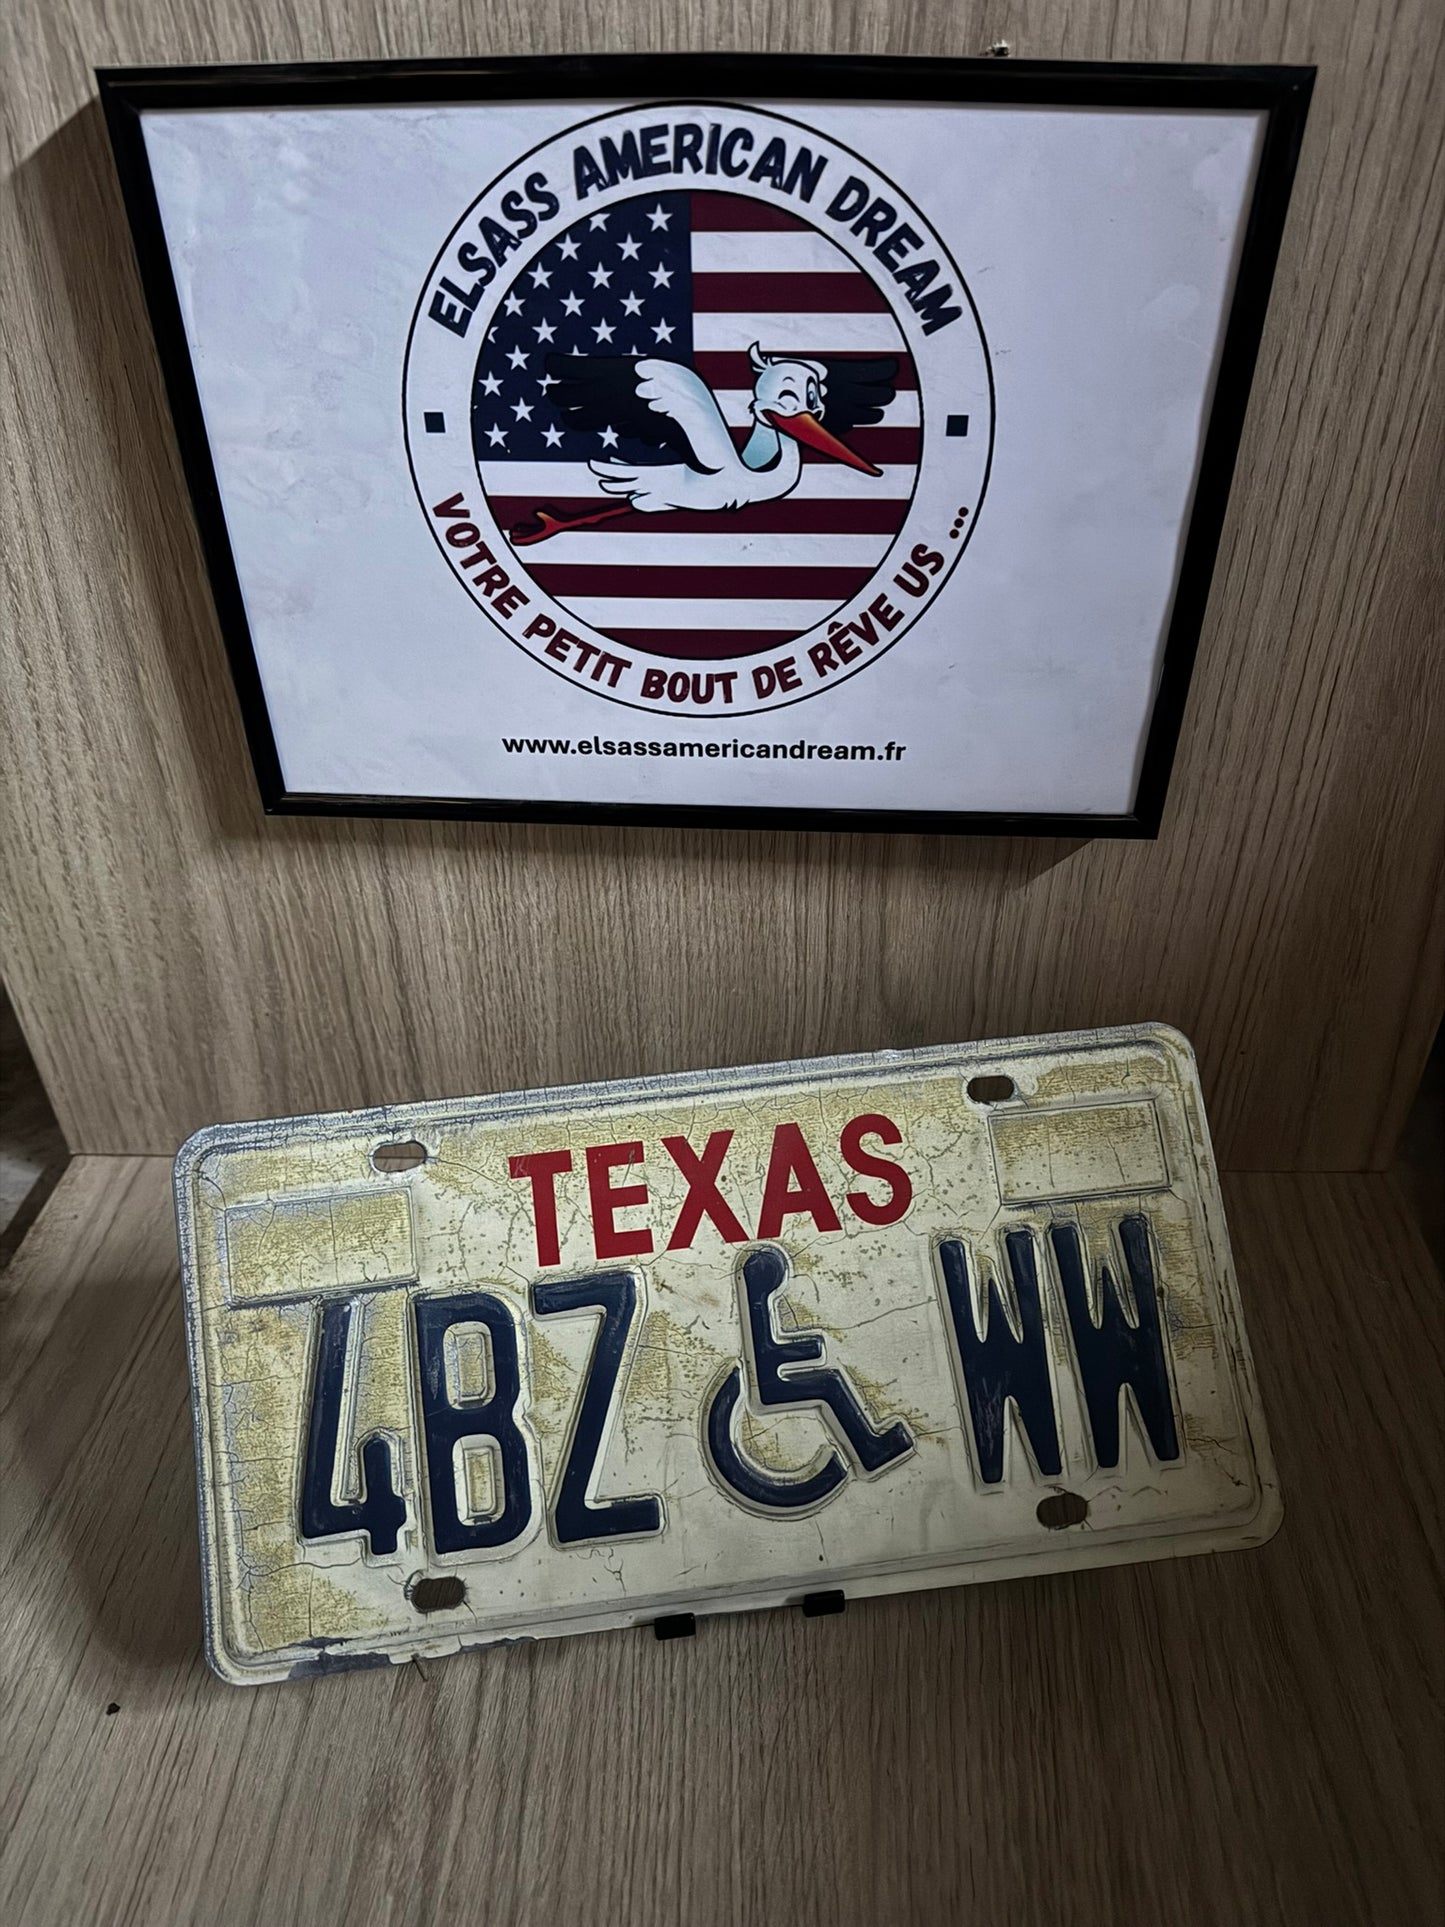 ELSASS AMERICAN DREAM
VOTRE PETIT BOUT DE RÊVE US ...
www.elsassamericandream.fr
TEXAS
4BZ WW